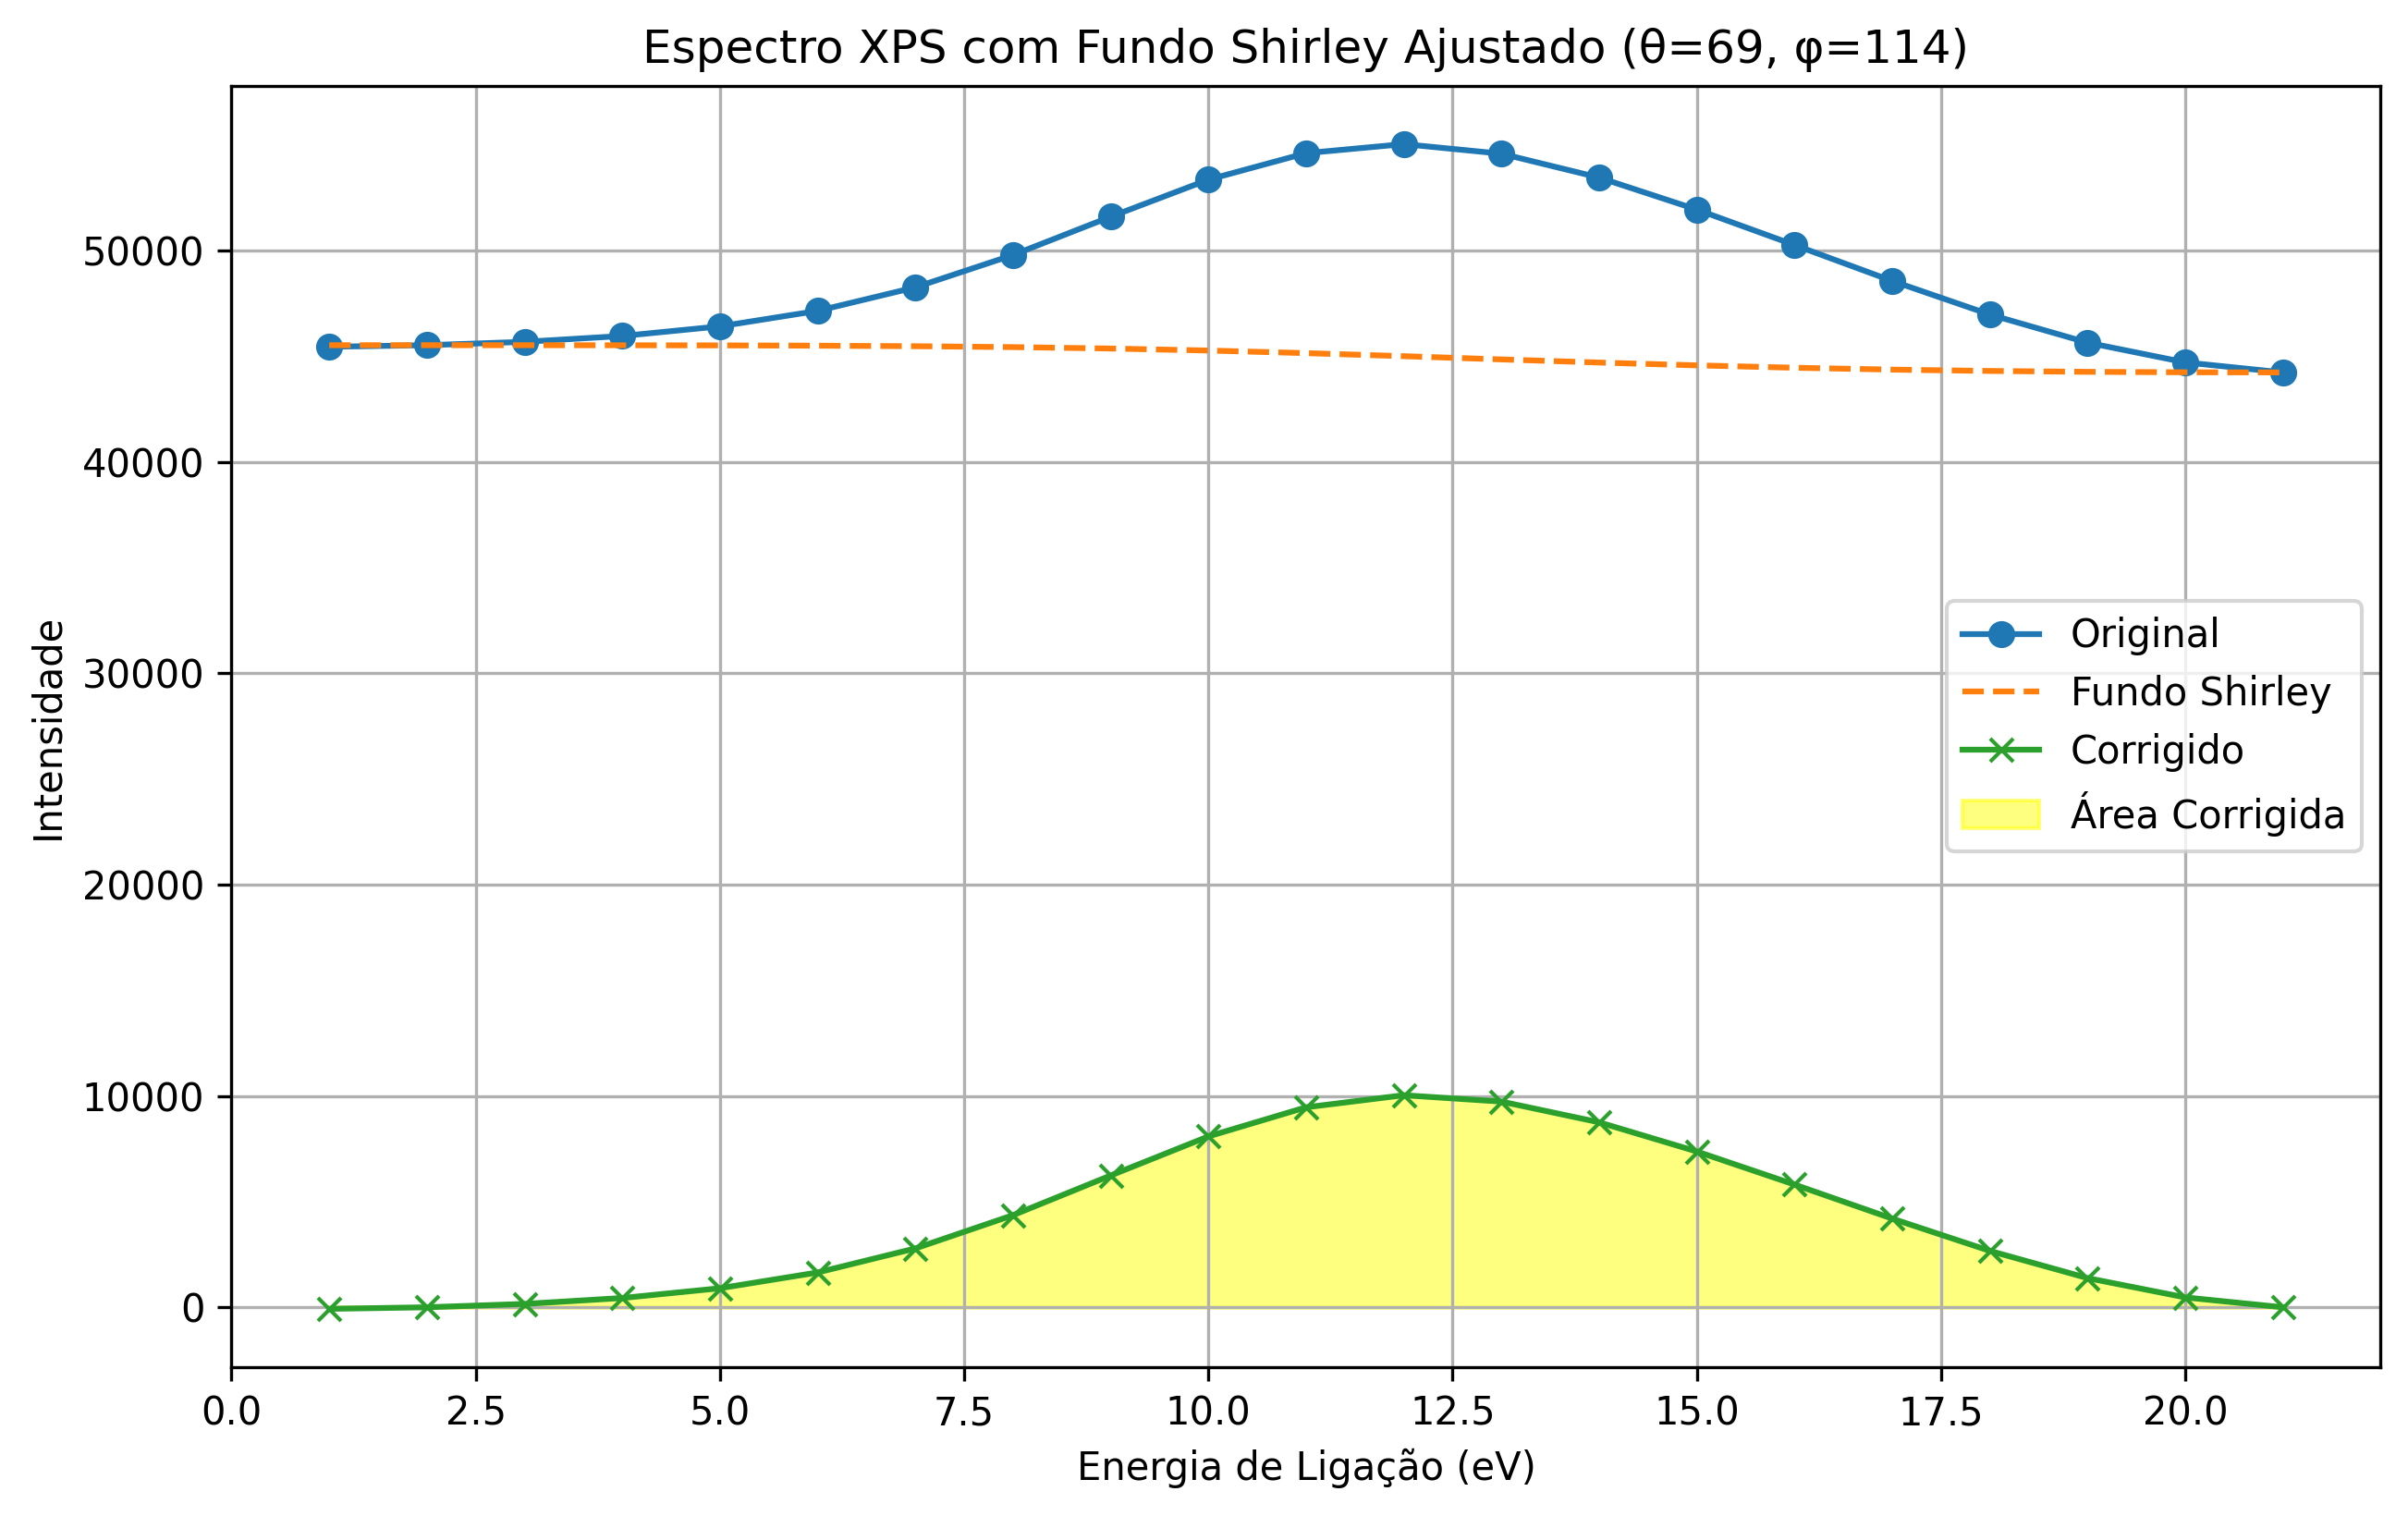 Espectro XPS com Fundo Shirley Ajustado (θ=69, φ=114)
Intensidade
50000
40000
30000
20000
10000
0
Original
Fundo Shirley
Corrigido
Área Corrigida
0.0 2.5 5.0 7.5 10.0 12.5 15.0 17.5 20.0
Energia de Ligação (eV)